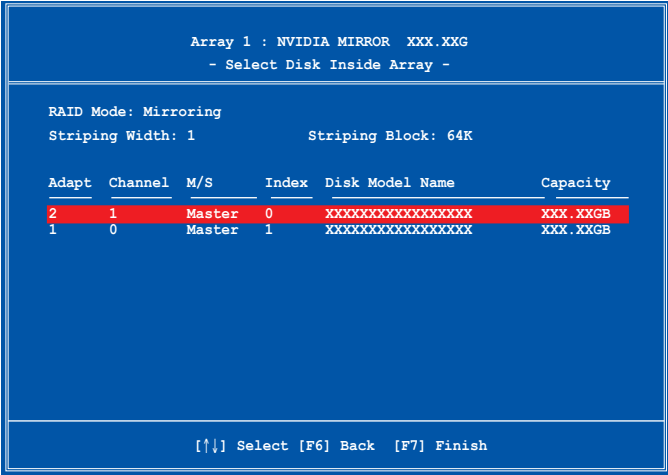 Array 1 : NVIDIA MIRROR  XXX.XXG
- Select Disk Inside Array -
RAID Mode: Mirroring
Striping Width: 1    Striping Block: 64K
Adapt  Channel  M/S  Index  Disk Model Name  Capacity
2  1  Master  0  XXXXXXXXXXXXXXXXX  XXX.XXGB
1  0  Master  1  XXXXXXXXXXXXXXXXX  XXX.XXGB
[↑↓] Select [F6] Back  [F7] Finish